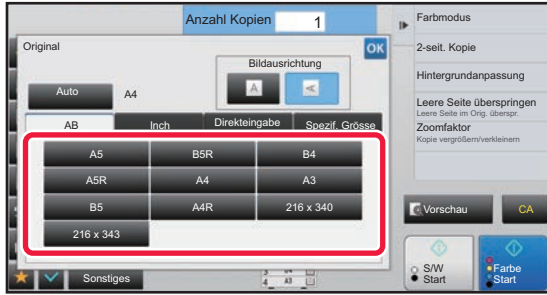 Anzahl Kopien 1
Original
OK
Bildausrichtung
A A
Auto A4
AB Inch Direkteingabe Spezif. Grösse
A5 B5R B4
A5R A4 A3
B5 A4R 216 x 340
216 x 343
Sonstiges
A3
Farbmodus
2-seit. Kopie
Hintergrundanpassung
Leere Seite überspringen
Leere Seite im Orig. überspr.
Zoomfaktor
Kopie vergrößern/verkleinern
Vorschau CA
S/W Start
Farbe Start